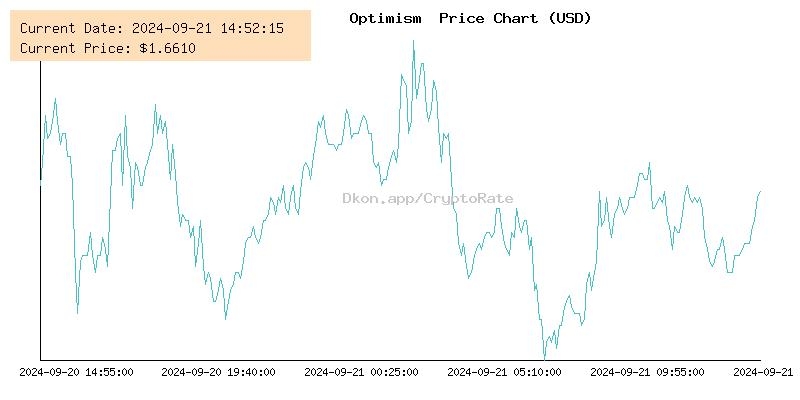 Optimism  Price Chart (USD)
Current Date: 2024-09-21 14:52:15
Current Price: $1.6610
Dkon.app/CryptoRate
2024-09-20 14:55:00 2024-09-20 19:40:00 2024-09-21 00:25:00 2024-09-21 05:10:00 2024-09-21 09:55:00 2024-09-21